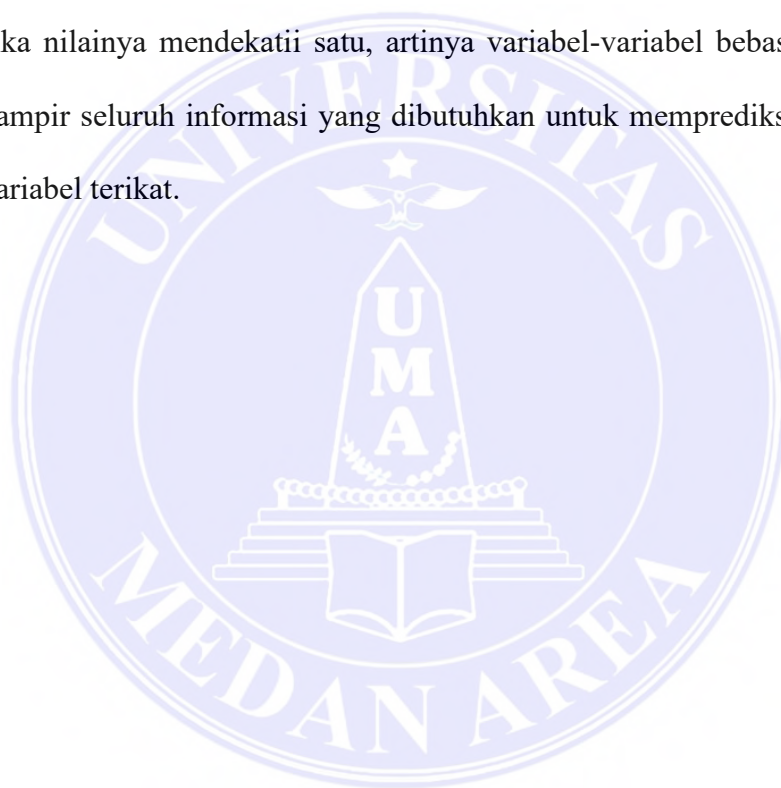 ka nilainya mendekatii satu, artinya variabel-variabel bebas
ampir seluruh informasi yang dibutuhkan untuk memprediks
ariabel terikat.
UNIVERSITAS
UMA
MEDAN AREA